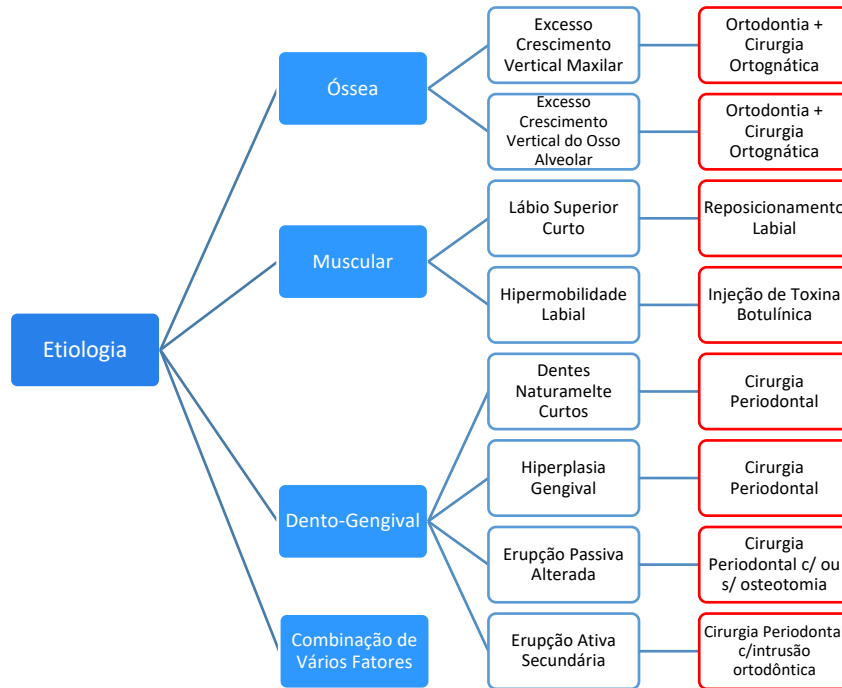 Etiologia
Óssea
Excesso
Crescimento
Vertical Maxilar
Ortodontia +
Cirurgia
Ortognática
Excesso
Crescimento
Vertical do Osso
Alveolar
Ortodontia +
Cirurgia
Ortognática
Muscular
Lábio Superior
Curto
Reposicionamento
Labial
Hipermobilidade
Labial
Injeção de Toxina
Botulínica
Dento-Gengival
Dentes
Naturamelte
Curtos
Cirurgia
Periodontal
Hiperplasia
Gengival
Cirurgia
Periodontal
Erupção Passiva
Alterada
Cirurgia
Periodontal c/ ou
s/ osteotomia
Erupção Ativa
Secundária
Cirurgia Periodonta
c/intrusão
ortodôntica
Combinação de
Vários Fatores